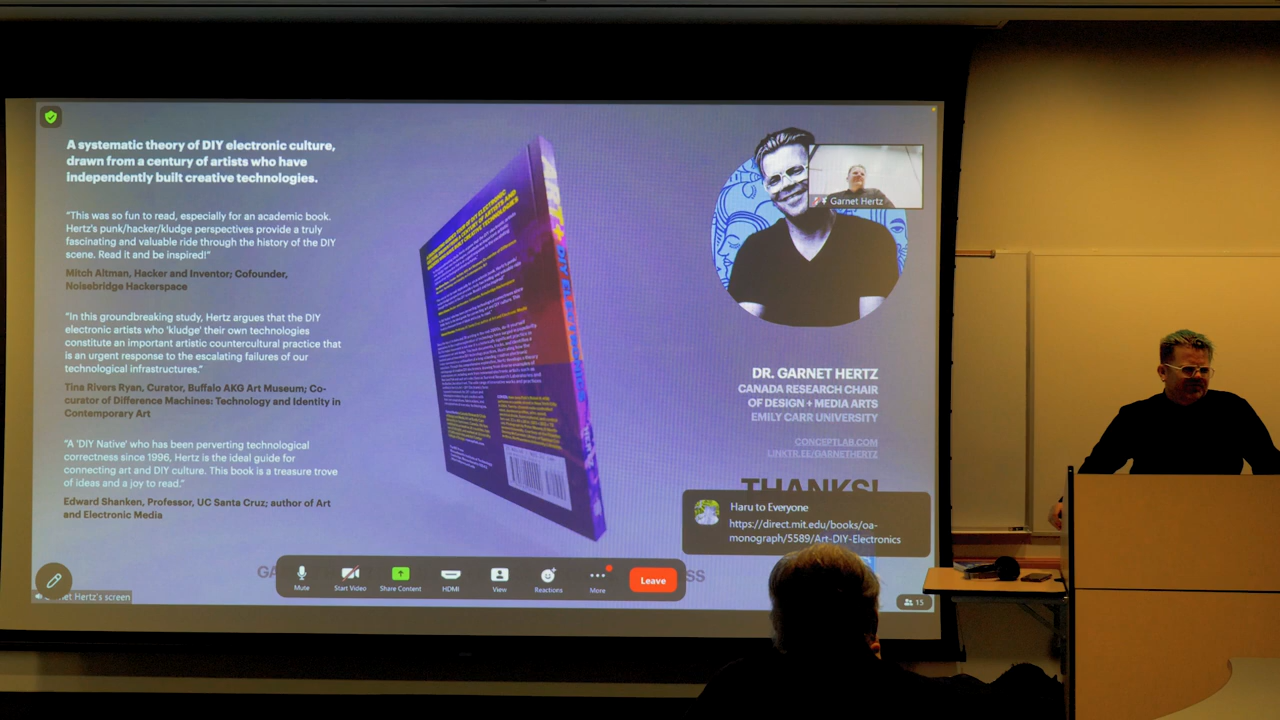 A systematic theory of DIY electronic culture,
drawn from a century of artists who have
independently built creative technologies.
“This was so fun to read, especially for an academic book.
Hertz's punk/hacker/kludge perspectives provide a truly
fascinating and valuable ride through the history of the DIY
scene. Read it and be inspired!”
Mitch Altman, Hacker and Inventor; Cofounder,
Noisebridge Hackerspace
“In this groundbreaking study, Hertz argues that the DIY
electronic artists who 'kludge' their own technologies
constitute an important artistic countercultural practice that
is an urgent response to the escalating failures of our
technological infrastructures.”
Tina Rivers Ryan, Curator, Buffalo AKG Art Museum; Co-
curator of Difference Machines: Technology and Identity in
Contemporary Art
“A 'DIY Native' who has been perverting technological
correctness since 1996, Hertz is the ideal guide for
connecting art and DIY culture. This book is a treasure trove
of ideas and a joy to read.”
Edward Shanken, Professor, UC Santa Cruz; author of Art
and Electronic Media
Garnet Hertz
DR. GARNET HERTZ
CANADA RESEARCH CHAIR
OF DESIGN + MEDIA ARTS
EMILY CARR UNIVERSITY
CONCEPTLAB.COM
LINKTR.EE/GARNETHERTZ
THANKS!
Haru to Everyone
https://direct.mit.edu/books/oa-
monograph/5589/Art-DIY-Electronics
GA
SS
Mute
Start Video
Share Content
HDMI
View
Reactions
More
Leave
net Hertz's screen
15